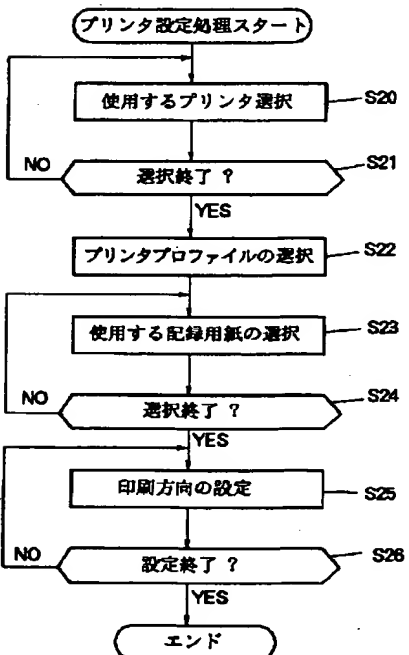 プリンタ設定処理スタート
使用するプリンタ選択
S20
選択終了 ?
S21
NO
YES
プリンタプロファイルの選択
S22
使用する記録用紙の選択
S23
選択終了 ?
S24
NO
YES
印刷方向の設定
S25
設定終了 ?
S26
NO
YES
エンド